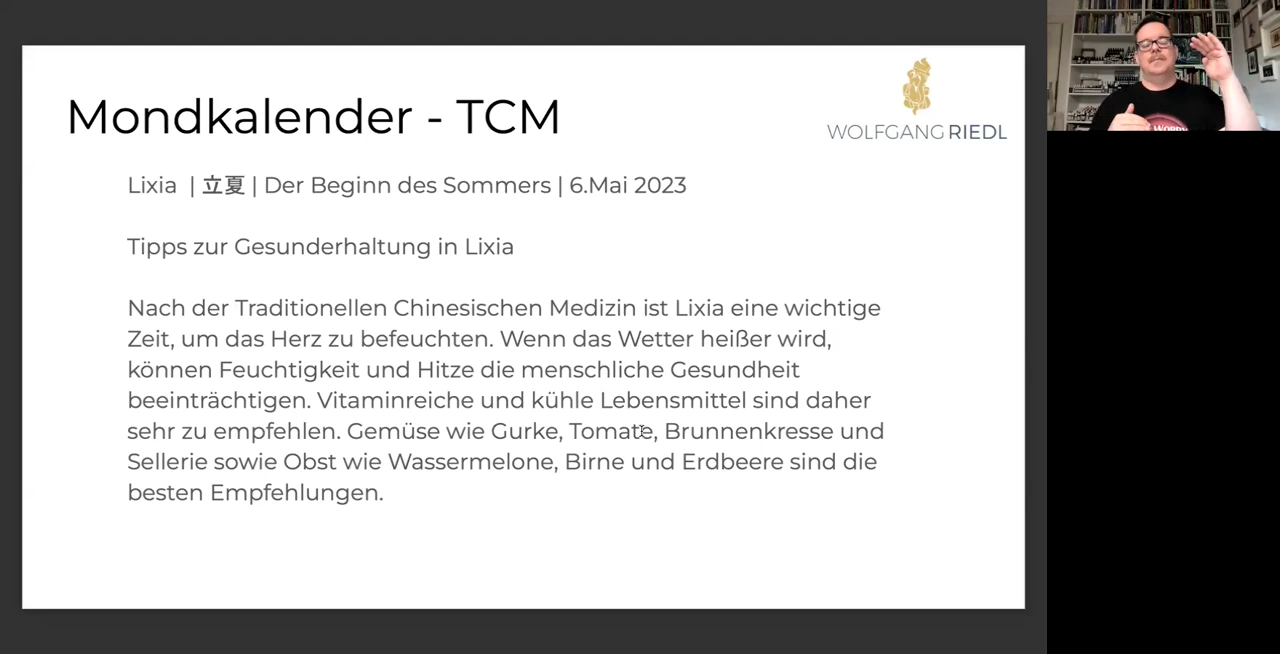 Mondkalender - TCM
WOLFGANG RIEDL
Lixia | 立夏 | Der Beginn des Sommers | 6.Mai 2023
Tipps zur Gesunderhaltung in Lixia
Nach der Traditionellen Chinesischen Medizin ist Lixia eine wichtige
Zeit, um das Herz zu befeuchten. Wenn das Wetter heißer wird,
können Feuchtigkeit und Hitze die menschliche Gesundheit
beeinträchtigen. Vitaminreiche und kühle Lebensmittel sind daher
sehr zu empfehlen. Gemüse wie Gurke, Tomate, Brunnenkresse und
Sellerie sowie Obst wie Wassermelone, Birne und Erdbeere sind die
besten Empfehlungen.